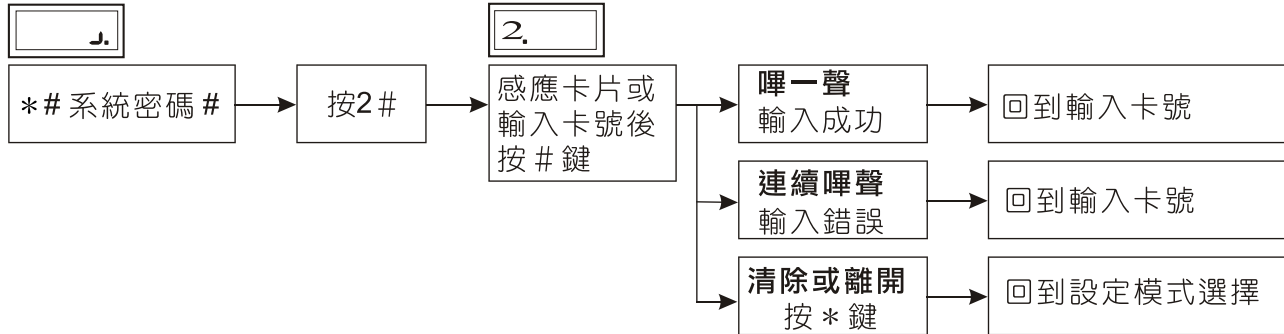 2.
*#系統密碼#
按2#
感應卡片或
輸入卡號後
按#鍵
嗶一聲
輸入成功
回到輸入卡號
連續嗶聲
輸入錯誤
回到輸入卡號
清除或離開
按*鍵
回到設定模式選擇